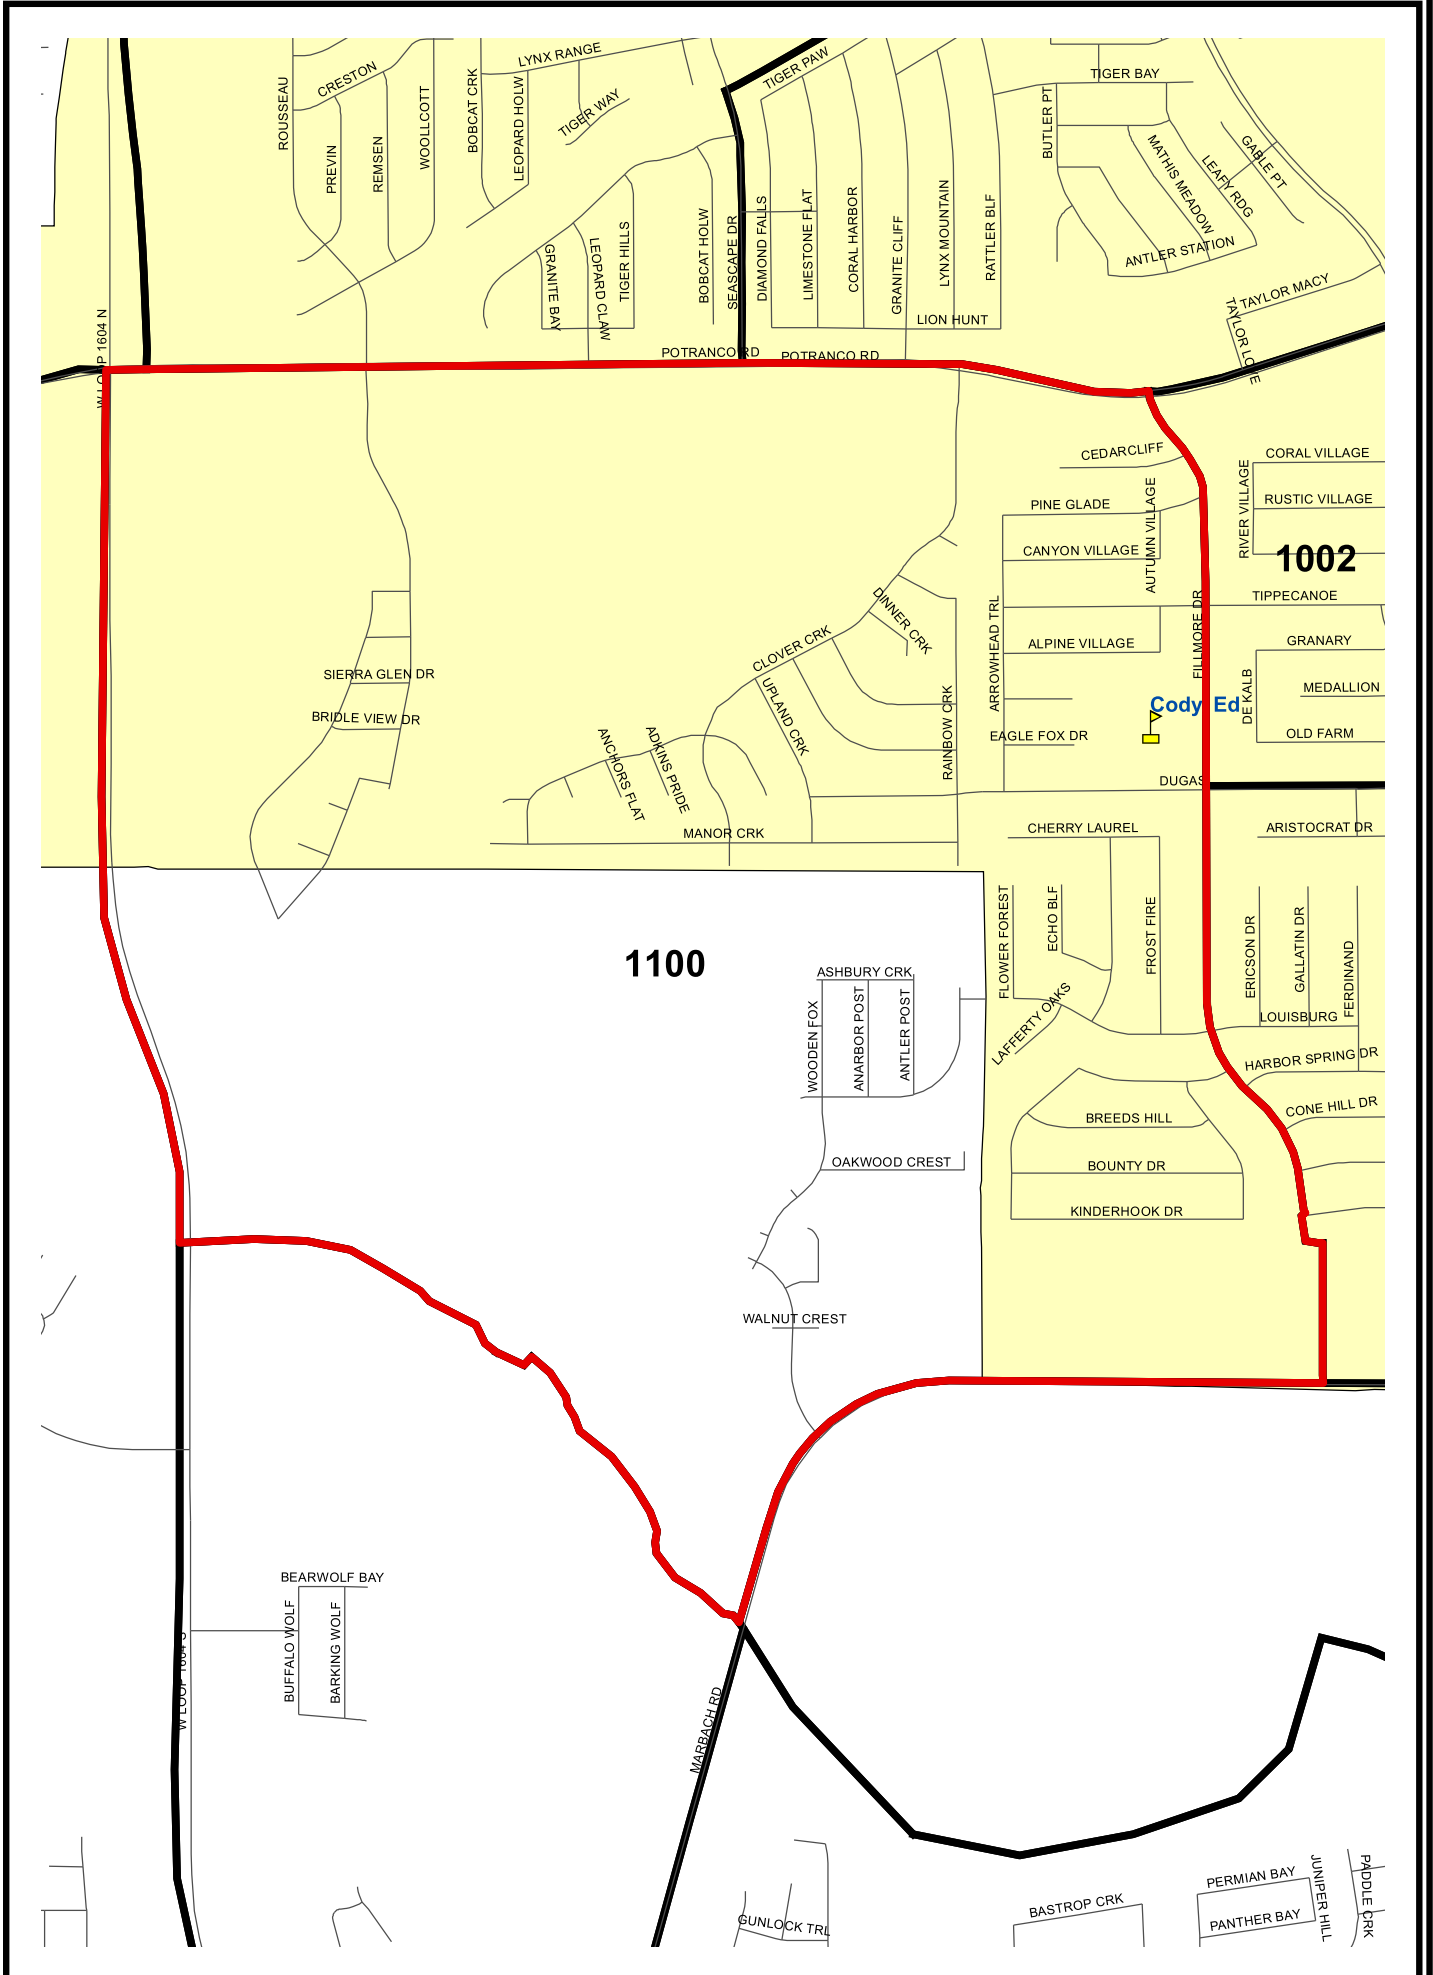 LYNX RANGE
CRESTON
ROUSSEAU
PREVIN
REMSEN
WOOLLCOTT
BOBCAT CRK
LEOPARD HOLW
TIGER WAY
TIGER PAW
TIGER BAY
BUTLER PT
MATHIS MEADOW
LEAFY RDG
GABLE PT
ANTLER STATION
TAYLOR MACY
TAYLOR LOVE
GRANITE BAY
LEOPARD CLAW
TIGER HILLS
BOBCAT HOLW
SEASCAPE DR
DIAMOND FALLS
LIMESTONE FLAT
CORAL HARBOR
GRANITE CLIFF
LYNX MOUNTAIN
RATTLER BLF
LION HUNT
W LOOP 1604 N
POTRANCO RD
POTRANCO RD
CEDARCLIFF
CORAL VILLAGE
RIVER VILLAGE
RUSTIC VILLAGE
PINE GLADE
AUTUMN VILLAGE
CANYON VILLAGE
1002
TIPPECANOE
ARROWHEAD TRL
FILLMORE DR
ALPINE VILLAGE
GRANARY
DINNER CRK
CLOVER CRK
SIERRA GLEN DR
UPLAND CRK
RAINBOW CRK
MEDALLION
DE KALB
Cody Ed
BRIDLE VIEW DR
EAGLE FOX DR
OLD FARM
ANCHORS FLAT
ADKINS PRIDE
DUGAS
MANOR CRK
CHERRY LAUREL
ARISTOCRAT DR
FLOWER FOREST
ECHO BLF
FROST FIRE
ERICSON DR
GALLATIN DR
FERDINAND
1100
ASHBURY CRK
WOODEN FOX
ANARBOR POST
ANTLER POST
LAFFERTY OAKS
LOUISBURG
HARBOR SPRING DR
CONE HILL DR
BREEDS HILL
OAKWOOD CREST
BOUNTY DR
KINDERHOOK DR
WALNUT CREST
BEARWOLF BAY
BUFFALO WOLF
BARKING WOLF
W LOOP 1604 S
MARBACH RD
GUNLOCK TRL
BASTROP CRK
PERMIAN BAY
PANTHER BAY
JUNIPER HILL
PADDLE CRK